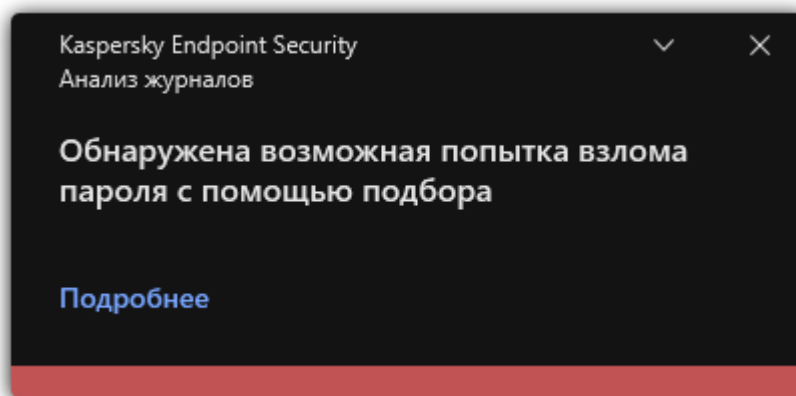 Kaspersky Endpoint Security
Анализ журналов
Обнаружена возможная попытка взлома
пароля с помощью подбора
Подробнее